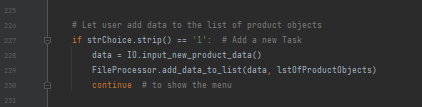 225
226 # Let user add data to the list of product objects
227 if strChoice.strip() == '1': # Add a new Task
228 data = IO.input_new_product_data()
229 FileProcessor.add_data_to_list(data, lstOfProductObjects)
230 continue # to show the menu
231